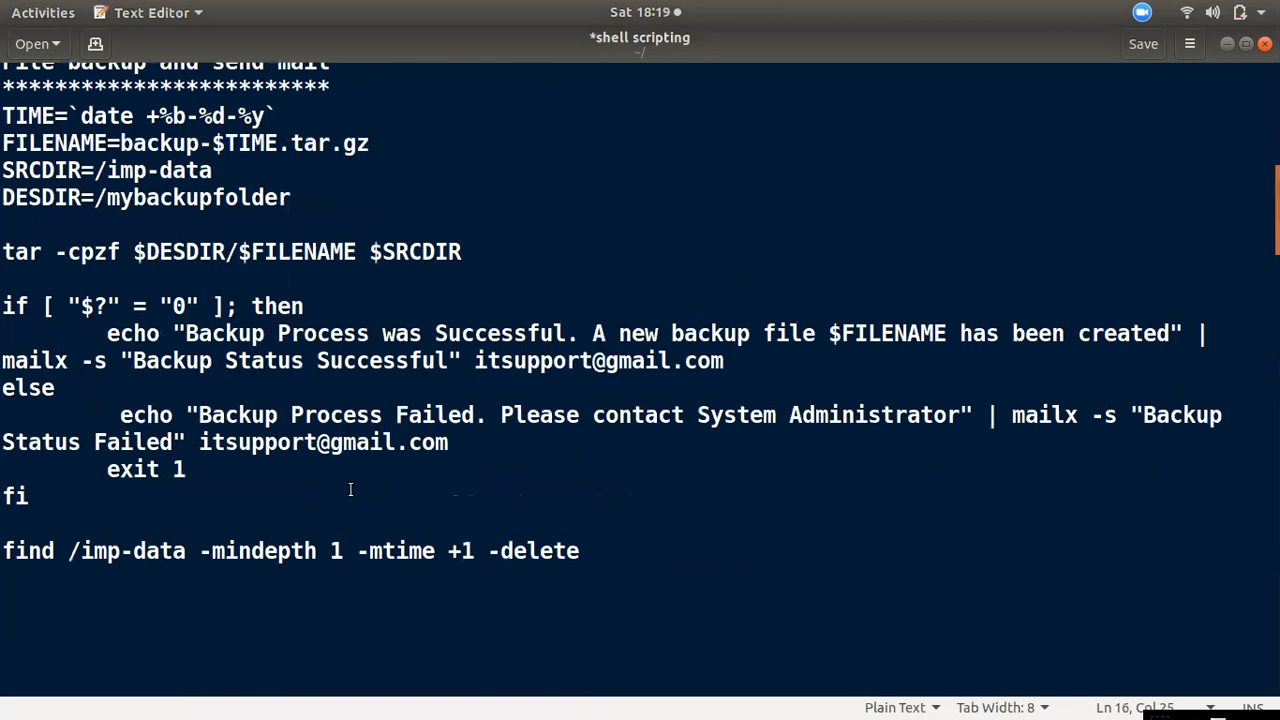 Activities Text Editor Sat 18:19
Open *shell scripting Save
~/
File backup and send mail
*************************
TIME=`date +%b-%d-%y`
FILENAME=backup-$TIME.tar.gz
SRCDIR=/imp-data
DESDIR=/mybackupfolder
tar -cpzf $DESDIR/$FILENAME $SRCDIR
if [ "$?" = "0" ]; then
echo "Backup Process was Successful. A new backup file $FILENAME has been created" |
mailx -s "Backup Status Successful" itsupport@gmail.com
else
echo "Backup Process Failed. Please contact System Administrator" | mailx -s "Backup
Status Failed" itsupport@gmail.com
exit 1
fi
find /imp-data -mindepth 1 -mtime +1 -delete
Plain Text Tab Width: 8 Ln 16, Col 25 INS